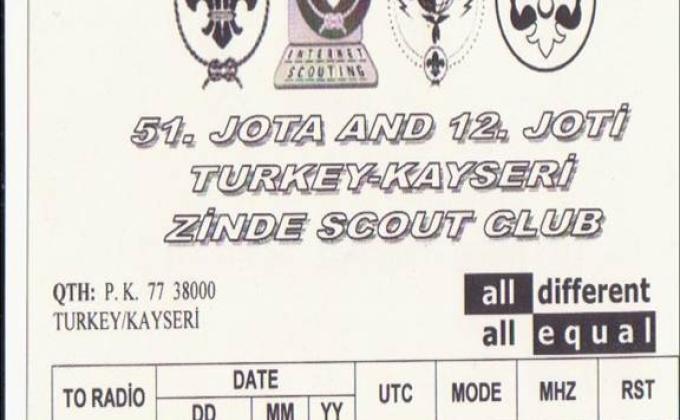 INTERNET
SCOUTING
51. JOTA AND 12. JOTİ
TURKEY-KAYSERİ
ZİNDE SCOUT CLUB
QTH: P. K. 77 38000
TURKEY/KAYSERİ
all different
all equal
TO RADİO DATE UTC MODE MHZ RST
DD MM YY